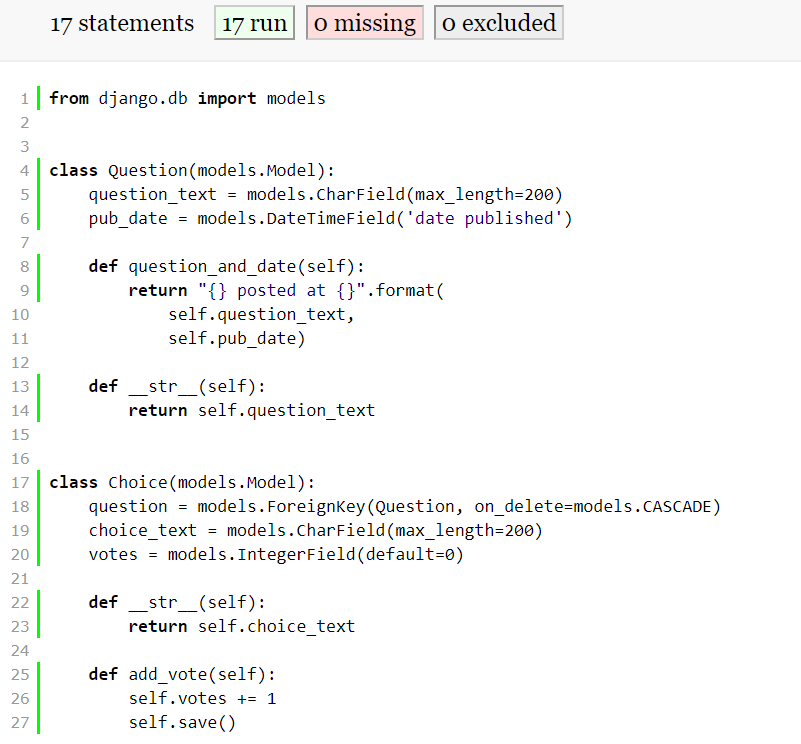 17 statements 17 run 0 missing 0 excluded
1 from django.db import models
2
3
4 class Question(models.Model):
5     question_text = models.CharField(max_length=200)
6     pub_date = models.DateTimeField('date published')
7
8     def question_and_date(self):
9         return "{} posted at {}".format(
10             self.question_text,
11             self.pub_date)
12
13     def __str__(self):
14         return self.question_text
15
16
17 class Choice(models.Model):
18     question = models.ForeignKey(Question, on_delete=models.CASCADE)
19     choice_text = models.CharField(max_length=200)
20     votes = models.IntegerField(default=0)
21
22     def __str__(self):
23         return self.choice_text
24
25     def add_vote(self):
26         self.votes += 1
27         self.save()